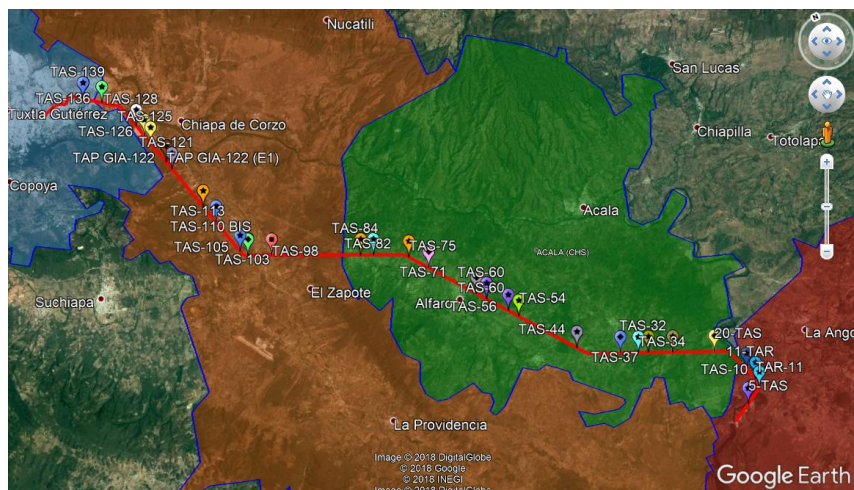 N
Nucatili
TAS-139
San Lucas
TAS-136
TAS-128
Tuxtla Gutiérrez
TAS-125
Chiapa de Corzo
TAS-126
Chiapilla
TAS-121
Totolapa
TAP GIA-122
TAP GIA-122 (E1)
Copoya
TAS-113
Acala
TAS-110 BIS
TAS-84
TAS-105
TAS-82
TAS-75
TAS-103
TAS-98
ACALA (CHS)
TAS-71
TAS-60
El Zapote
TAS-60
Suchiapa
Alfaro
TAS-56
TAS-54
TAS-44
TAS-32
20-TAS
La Ango
TAS-34
TAS-37
11-TAR
TAS-10
TAR-11
5-TAS
La Providencia
Image © 2018 DigitalGlobe
© 2018 Google
Image © 2018 INEGI
Image © 2018 DigitalGlobe
Google Earth